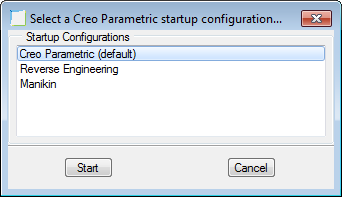 Select a Creo Parametric startup configuration...
Startup Configurations
Creo Parametric (default)
Reverse Engineering
Manikin
Start
Cancel